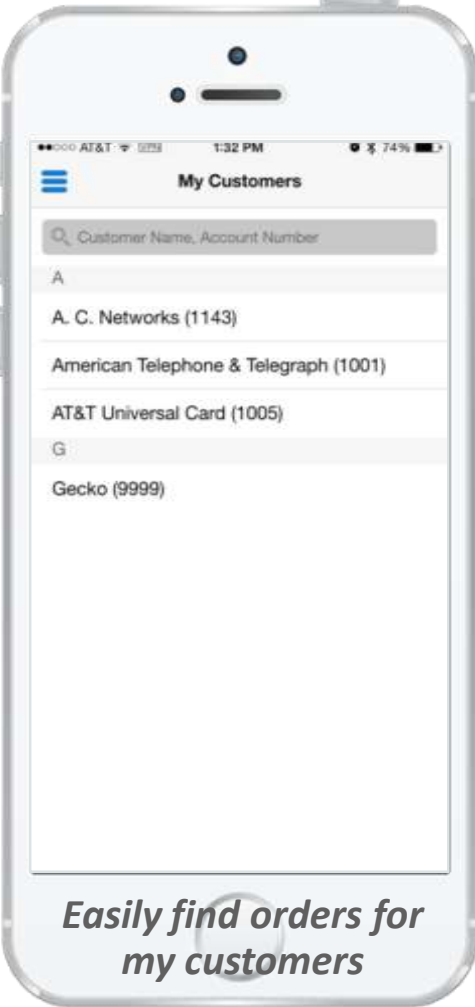 AT&T VPN 1:32 PM 74%
My Customers
Customer Name, Account Number
A
A. C. Networks (1143)
American Telephone & Telegraph (1001)
AT&T Universal Card (1005)
G
Gecko (9999)
Easily find orders for
my customers